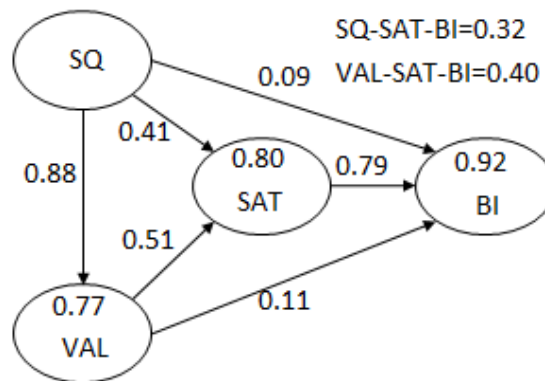 SQ-SAT-BI=0.32
VAL-SAT-BI=0.40
SQ
0.09
0.41
0.88
0.80
SAT
0.79
0.92
BI
0.51
0.11
0.77
VAL